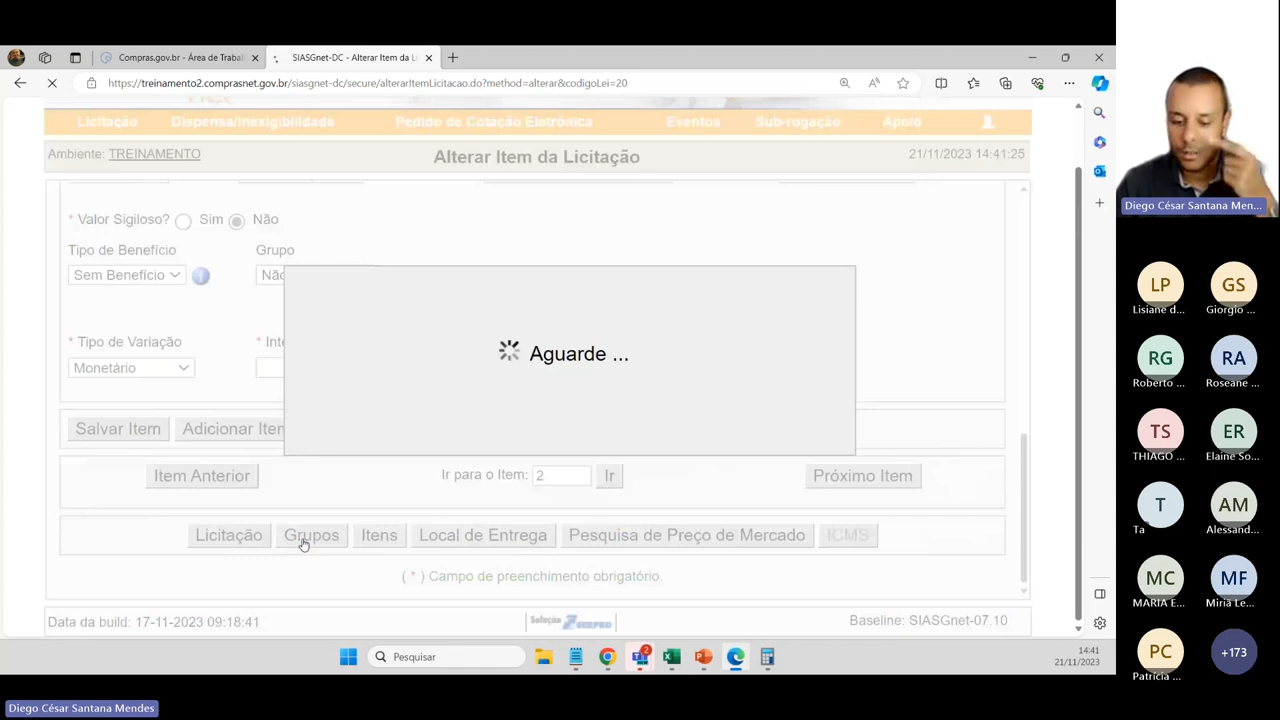 Compras.gov.br - Área de Trabal
SIASGnet-DC - Alterar Item da Li
https://treinamento2.comprasnet.gov.br/siasgnet-dc/secure/alterarItemLicitacao.do?method=alterar&codigoLei=20
Licitação Dispensa/Inexigibilidade Pedido de Cotação Eletrônica Eventos Sub-rogação Apoio
Ambiente: TREINAMENTO Alterar Item da Licitação 21/11/2023 14:41:25
* Valor Sigiloso? Sim Não
Tipo de Benefício Grupo
Sem Benefício Não
Aguarde ...
* Tipo de Variação * Inte
Monetário
Salvar Item Adicionar Iten
Item Anterior Ir para o Item: 2 Ir Próximo Item
Licitação Grupos Itens Local de Entrega Pesquisa de Preço de Mercado ICMS
( * ) Campo de preenchimento obrigatório.
Data da build: 17-11-2023 09:18:41 Solução SERPRO Baseline: SIASGnet-07.10
Pesquisar
2
14:41
21/11/2023
Diego César Santana Mendes
Diego César Santana Men...
LP GS
Lisiane d... Giorgio ...
RG RA
Roberto ... Roseane ...
TS ER
THIAGO ... Elaine So...
T AM
Ta Alessand...
MC MF
MARIA E... Miriã Le...
PC +173
Patricia ...